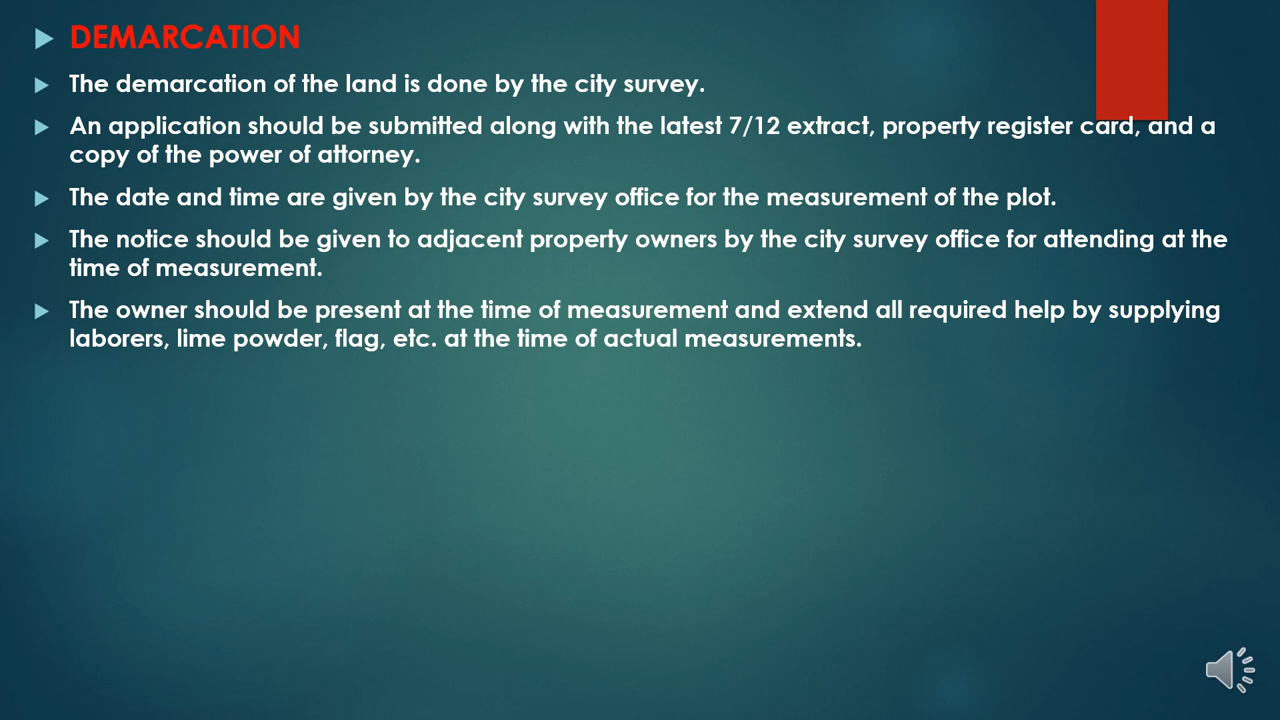 DEMARCATION
The demarcation of the land is done by the city survey.
An application should be submitted along with the latest 7/12 extract, property register card, and a
copy of the power of attorney.
The date and time are given by the city survey office for the measurement of the plot.
The notice should be given to adjacent property owners by the city survey office for attending at the
time of measurement.
The owner should be present at the time of measurement and extend all required help by supplying
laborers, lime powder, flag, etc. at the time of actual measurements.